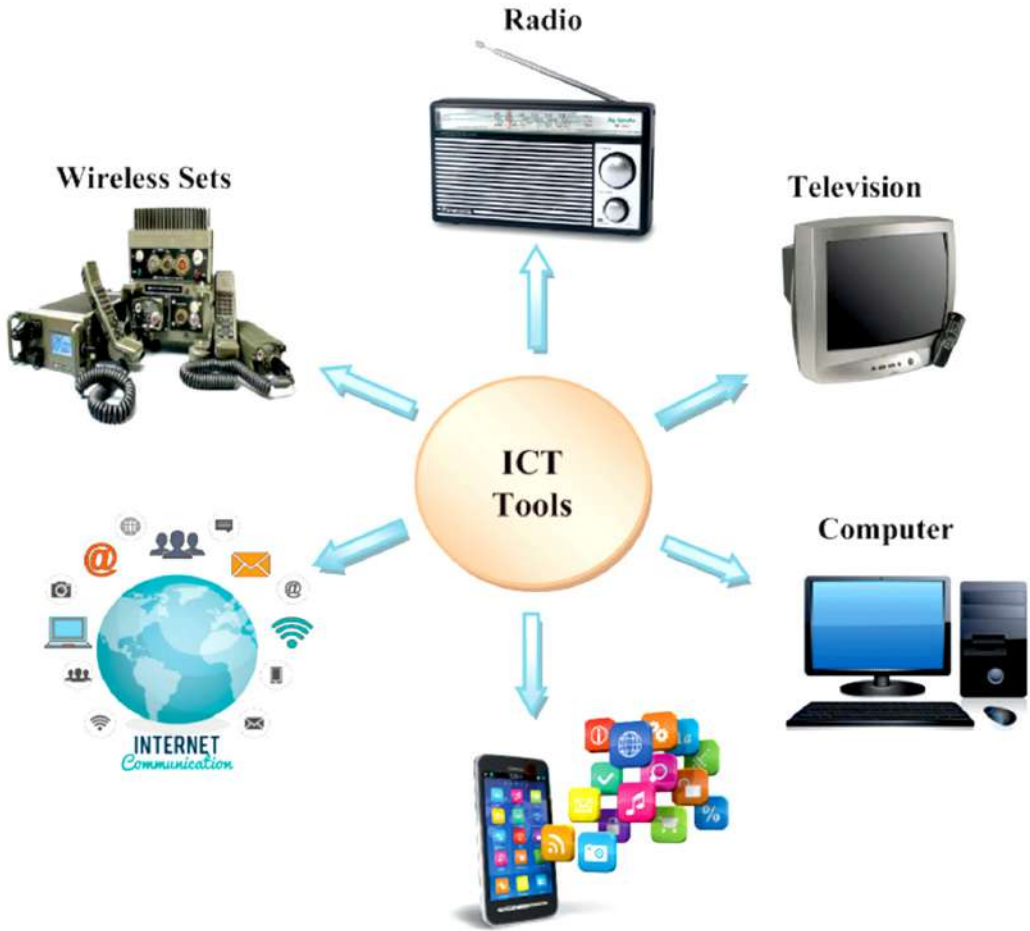 Radio
Wireless Sets
Television
ICT
Tools
Computer
INTERNET
Communication